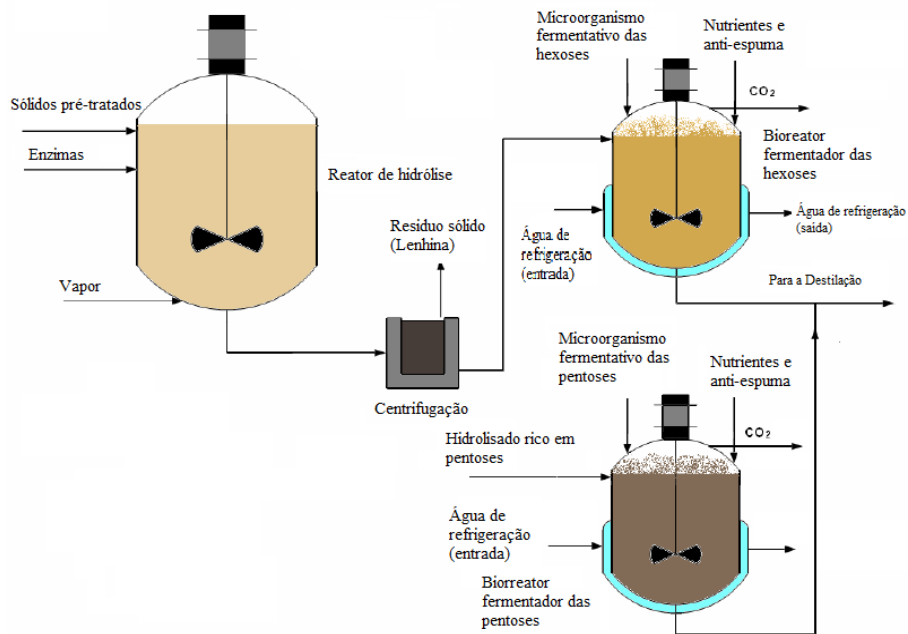 Microorganismo
fermentativo das
hexoses
Nutrientes e
anti-espuma
CO2
Sólidos pré-tratados
Enzimas
Reator de hidrólise
Bioreator
fermentador das
hexoses
Resíduo sólido
(Lenhina)
Água de
refrigeração
(entrada)
Água de refrigeração
(saida)
Vapor
Para a Destilação
Centrifugação
Microorganismo
fermentativo das
pentoses
Nutrientes e
anti-espuma
CO2
Hidrolisado rico em
pentoses
Água de
refrigeração
(entrada)
Biorreator
fermentador das
pentoses